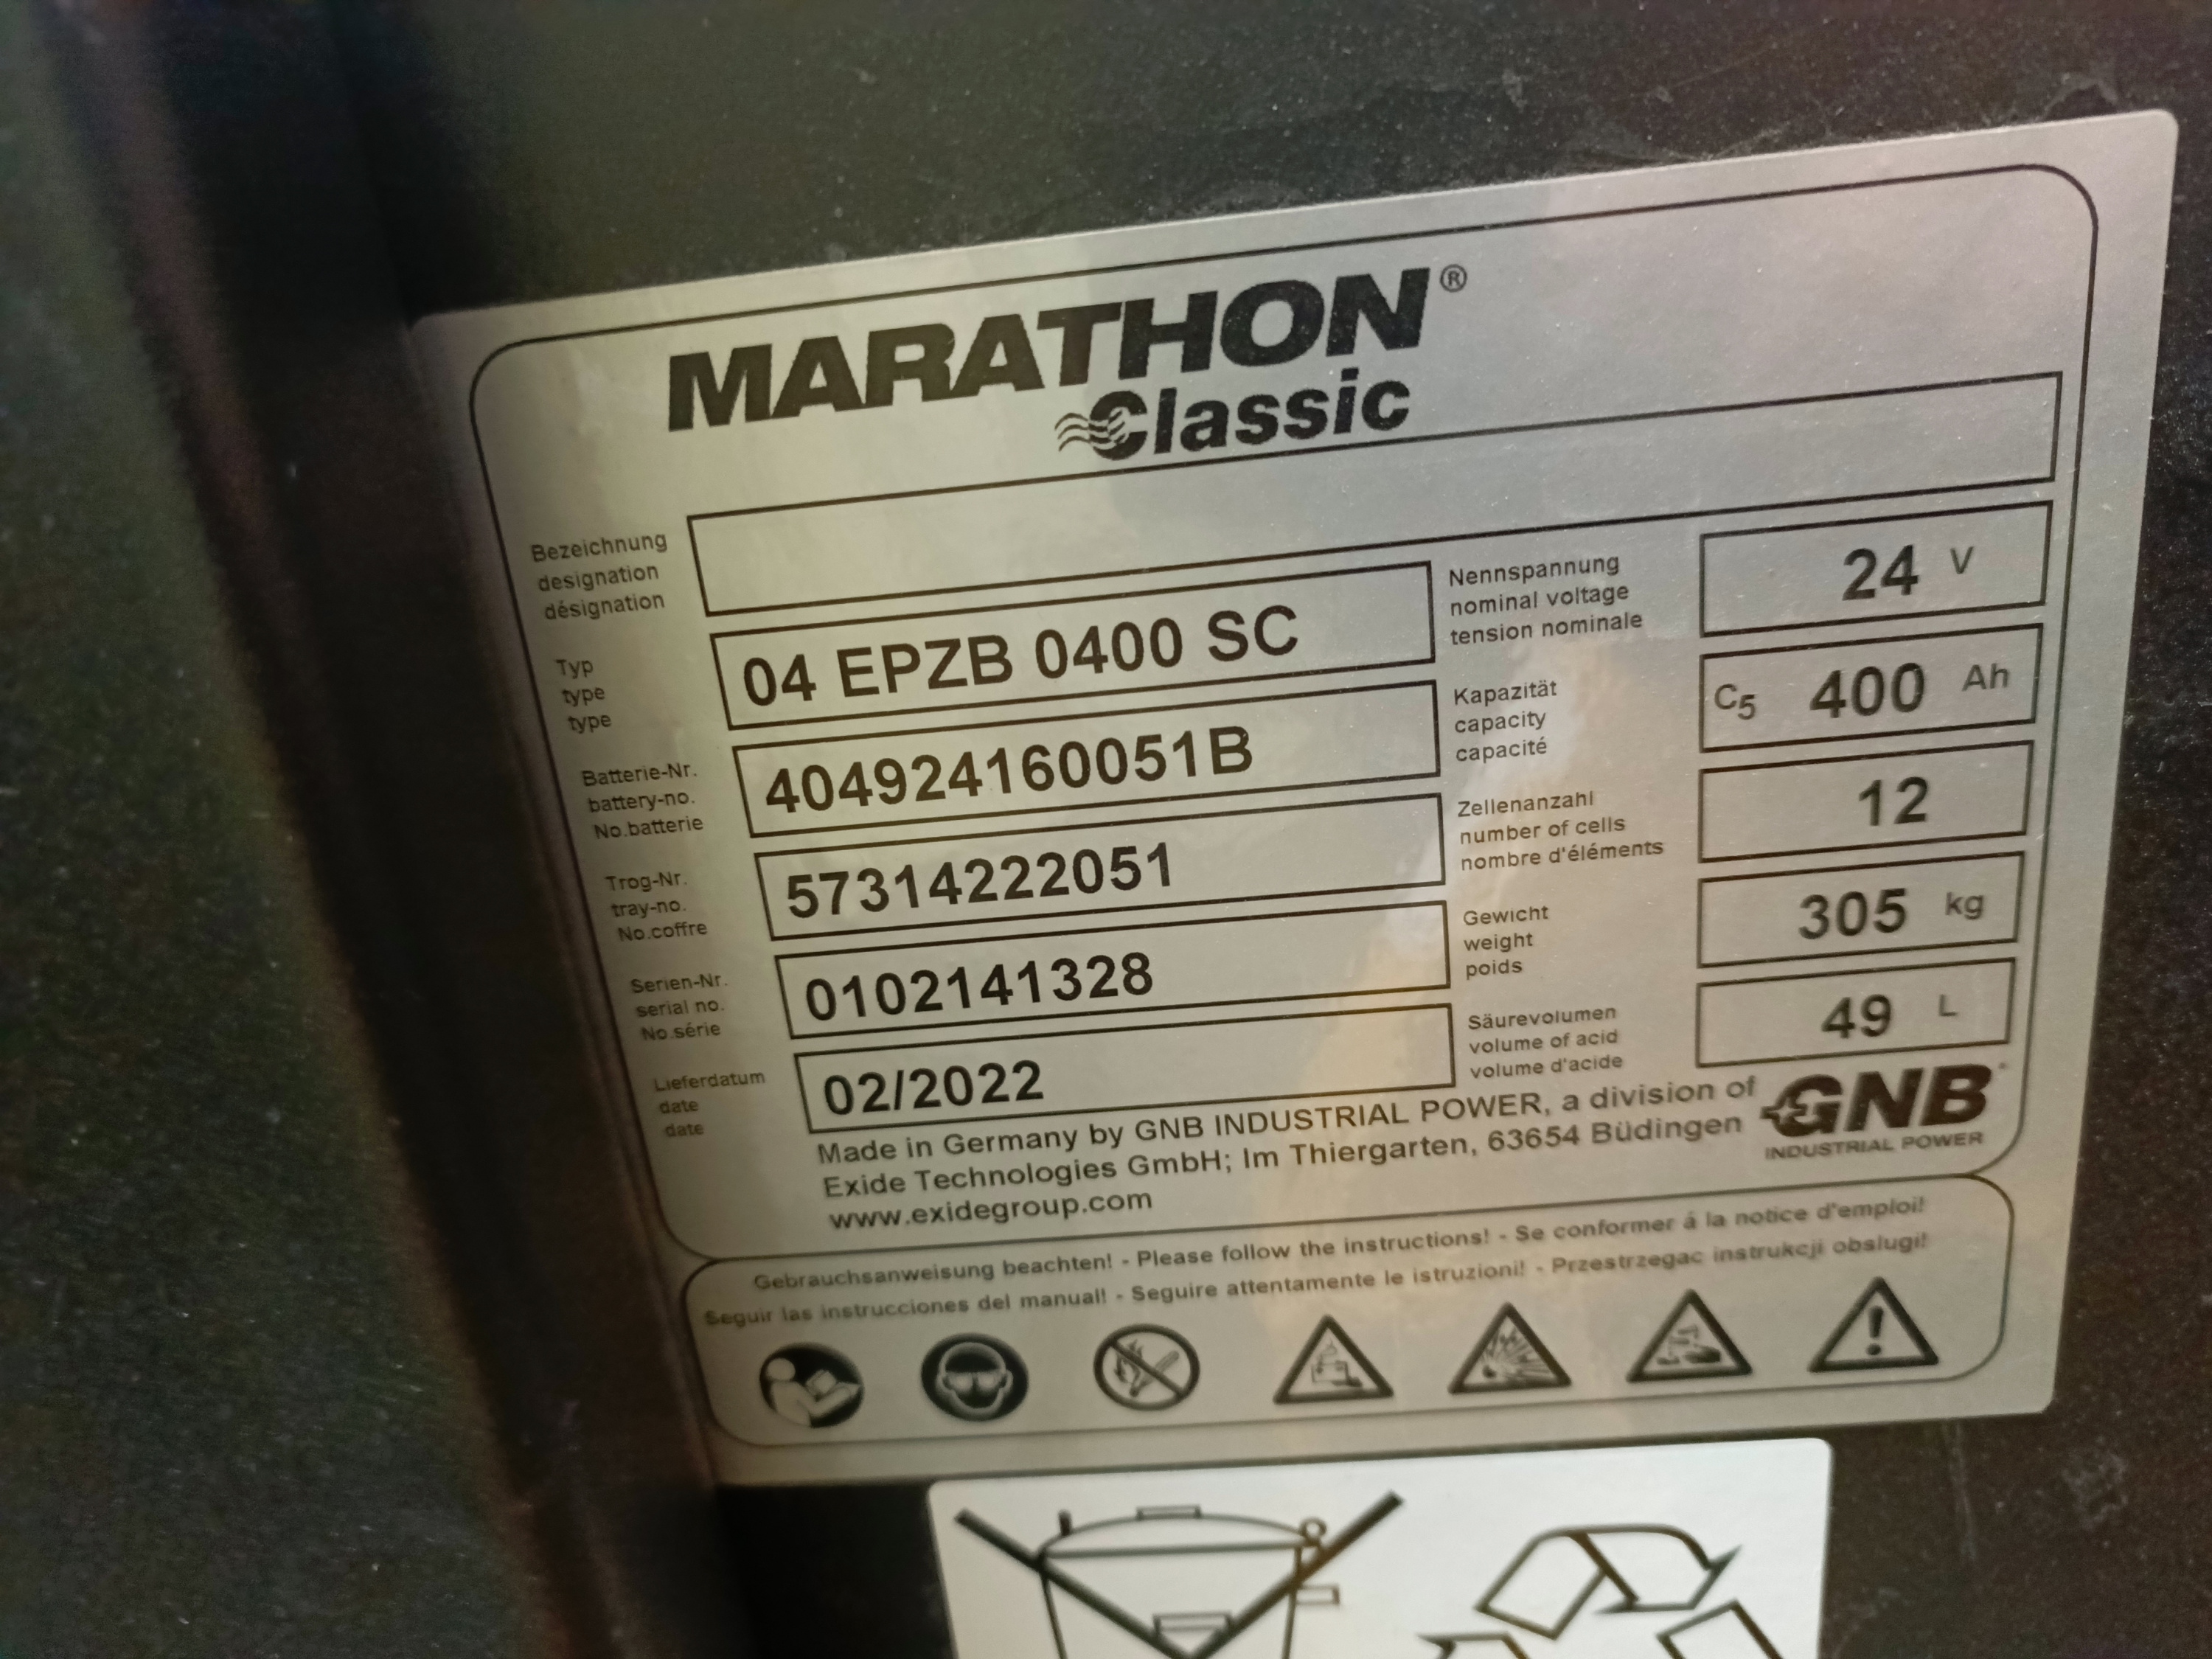 MARATHON®
Classic
Bezeichnung
designation
désignation
Typ
type
type
04 EPZB 0400 SC
Nennspannung
nominal voltage
tension nominale
24 V
Batterie-Nr.
battery-no.
No.batterie
404924160051B
Kapazität
capacity
capacité
C5 400 Ah
Trog-Nr.
tray-no.
No.coffre
57314222051
Zellenanzahl
number of cells
nombre d'éléments
12
Serien-Nr.
serial no.
No.série
0102141328
Gewicht
weight
poids
305 kg
Lieferdatum
date
date
02/2022
Säurevolumen
volume of acid
volume d'acide
49 L
Made in Germany by GNB INDUSTRIAL POWER, a division of
Exide Technologies GmbH; Im Thiergarten, 63654 Büdingen
www.exidegroup.com
GNB
INDUSTRIAL POWER
Gebrauchsanweisung beachten! - Please follow the instructions! - Se conformer á la notice d'emploi!
Seguir las instrucciones del manual! - Seguire attentamente le istruzioni! - Przestrzegac instrukcji obslugi!